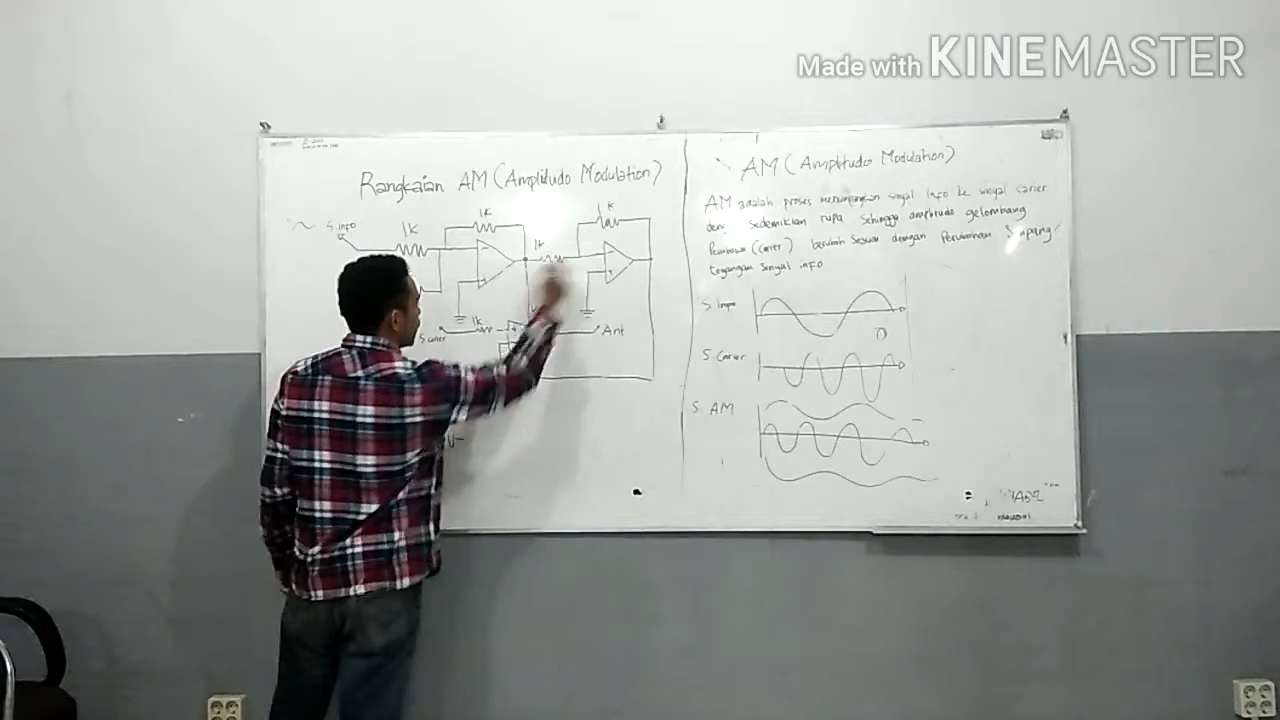 Made with KINEMASTER
Rangkaian AM (Amplitudo Modulation)
S. info
1K
1K
1K
1K
S carier
1K
Ant
AM (Amplitudo Modulation)
AM adalah proses menumpangkan sinyal info ke sinyal carier
dengan sedemikian rupa sehingga amplitudo gelombang
Pembawa (carier) berubah sesuai dengan Perubahan
tegangan sinyal info
S info
S. Carier
S. AM